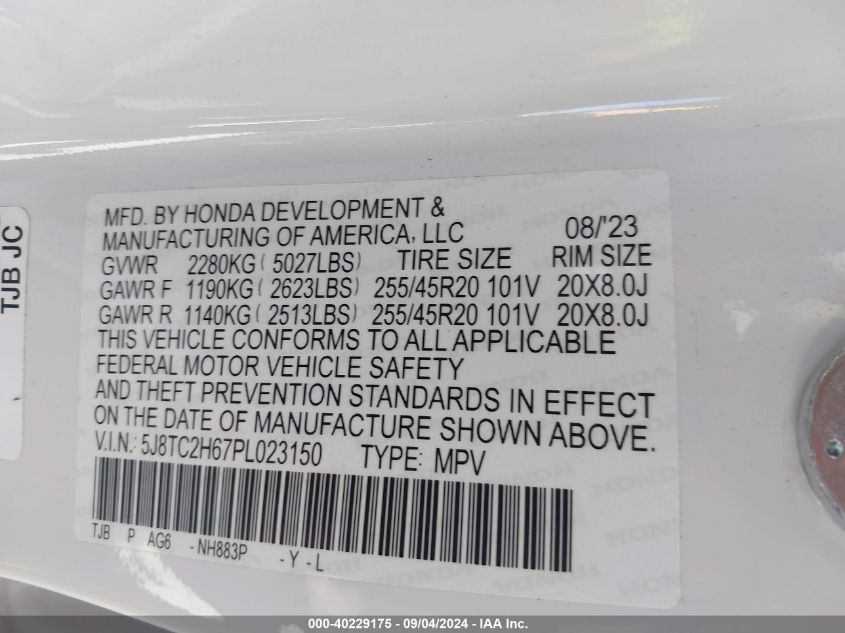 TJB JC
MFD. BY HONDA DEVELOPMENT &
MANUFACTURING OF AMERICA, LLC 08/'23
GVWR 2280KG ( 5027LBS) TIRE SIZE RIM SIZE
GAWR F 1190KG ( 2623LBS) 255/45R20 101V 20X8.0J
GAWR R 1140KG ( 2513LBS) 255/45R20 101V 20X8.0J
THIS VEHICLE CONFORMS TO ALL APPLICABLE
FEDERAL MOTOR VEHICLE SAFETY
AND THEFT PREVENTION STANDARDS IN EFFECT
ON THE DATE OF MANUFACTURE SHOWN ABOVE.
V.I.N.: 5J8TC2H67PL023150 TYPE: MPV
TJB P AG6 -NH883P -Y -L
000-40229175 - 09/04/2024 - IAA Inc.